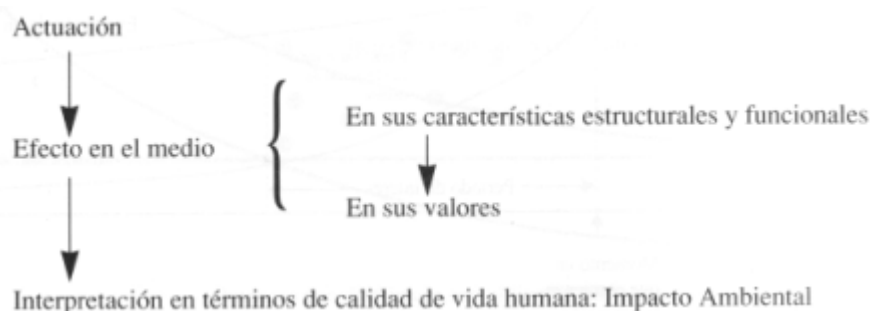 Actuación
En sus características estructurales y funcionales
Efecto en el medio
En sus valores
Interpretación en términos de calidad de vida humana: Impacto Ambiental